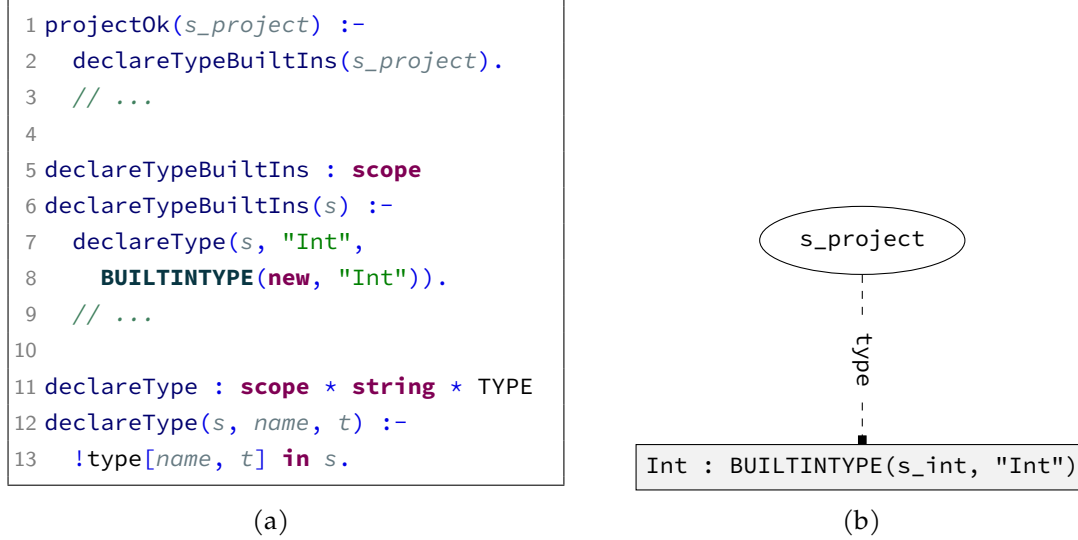 1 projectOk(s_project) :-
2   declareTypeBuiltIns(s_project).
3   // ...
4
5 declareTypeBuiltIns : scope
6 declareTypeBuiltIns(s) :-
7   declareType(s, "Int",
8     BUILTINTYPE(new, "Int")).
9   // ...
10
11 declareType : scope * string * TYPE
12 declareType(s, name, t) :-
13   !type[name, t] in s.
(a)
s_project
type
Int : BUILTINTYPE(s_int, "Int")
(b)